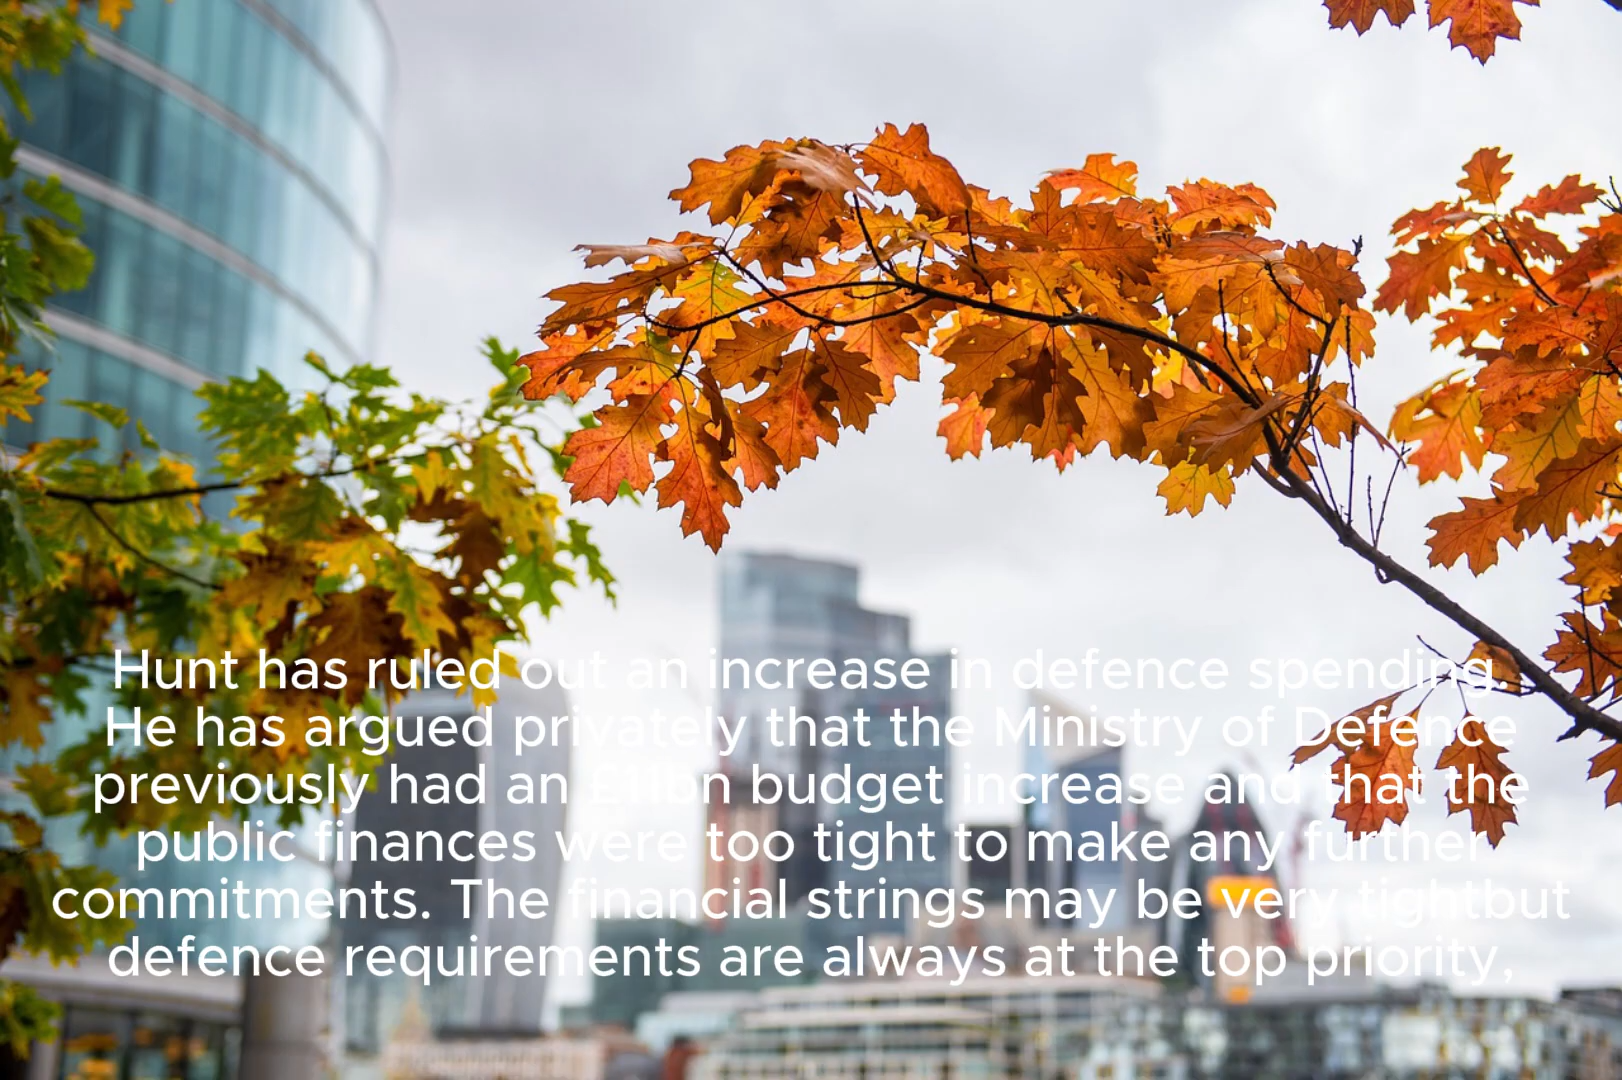 Hunt has ruled out an increase in defence spending.
He has argued privately that the Ministry of Defence
previously had an £11bn budget increase and that the
public finances were too tight to make any further
commitments. The financial strings may be very tightbut
defence requirements are always at the top priority,